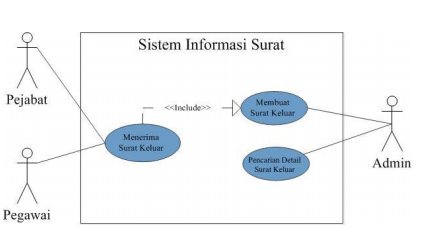 Sistem Informasi Surat
Pejabat
<<Include>>
Membuat
Surat Keluar
Menerima
Surat Keluar
Pencarian Detail
Surat Keluar
Admin
Pegawai